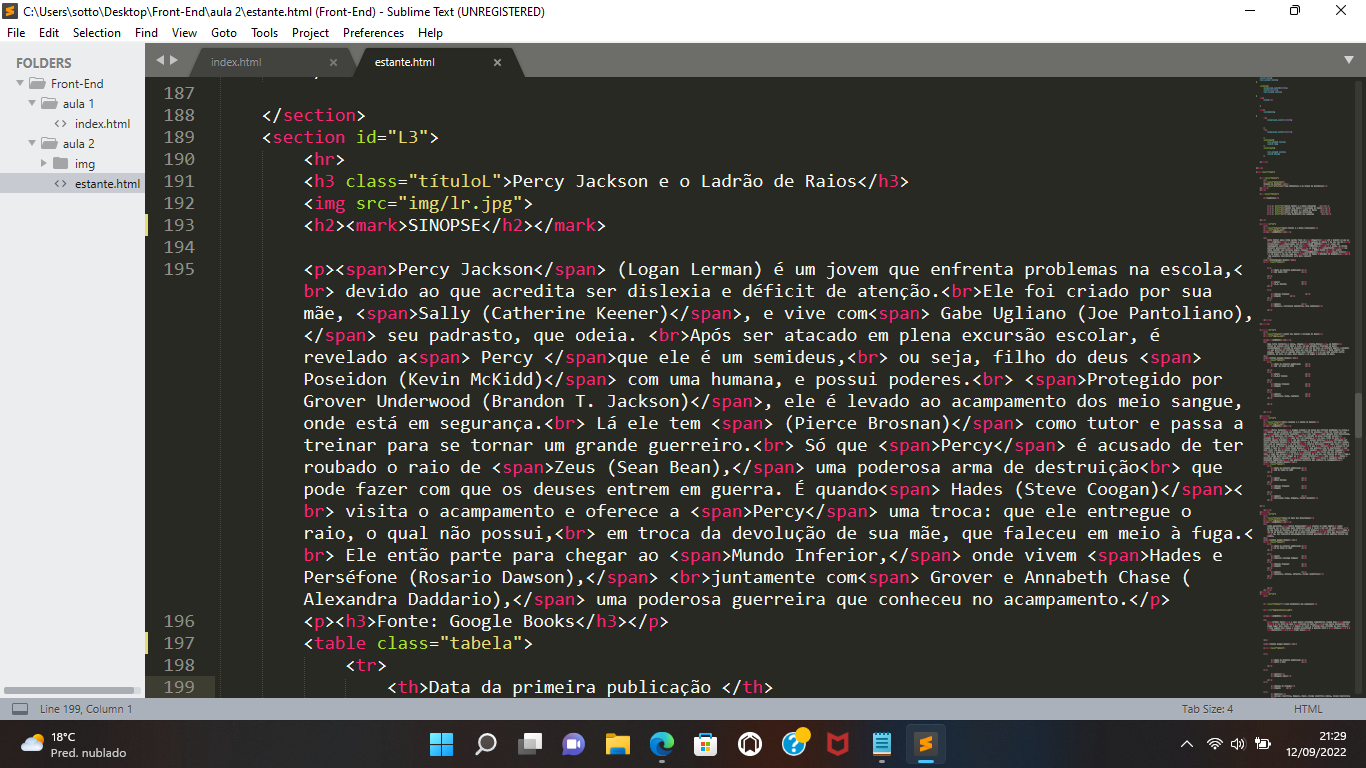 C:\Users\sotto\Desktop\Front-End\aula 2\estante.html (Front-End) - Sublime Text (UNREGISTERED)
File Edit Selection Find View Goto Tools Project Preferences Help
FOLDERS
Front-End
aula 1
index.html
aula 2
img
estante.html
index.html
estante.html
187
188 </section>
189 <section id="L3">
190 <hr>
191 <h3 class="títuloL">Percy Jackson e o Ladrão de Raios</h3>
192 <img src="img/lr.jpg">
193 <h2><mark>SINOPSE</h2></mark>
194
195 <p><span>Percy Jackson</span> (Logan Lerman) é um jovem que enfrenta problemas na escola,<
br> devido ao que acredita ser dislexia e déficit de atenção.<br>Ele foi criado por sua
mãe, <span>Sally (Catherine Keener)</span>, e vive com<span> Gabe Ugliano (Joe Pantoliano),
</span> seu padrasto, que odeia. <br>Após ser atacado em plena excursão escolar, é
revelado a<span> Percy </span>que ele é um semideus,<br> ou seja, filho do deus <span>
Poseidon (Kevin McKidd)</span> com uma humana, e possui poderes.<br> <span>Protegido por
Grover Underwood (Brandon T. Jackson)</span>, ele é levado ao acampamento dos meio sangue,
onde está em segurança.<br> Lá ele tem <span> (Pierce Brosnan)</span> como tutor e passa a
treinar para se tornar um grande guerreiro.<br> Só que <span>Percy</span> é acusado de ter
roubado o raio de <span>Zeus (Sean Bean),</span> uma poderosa arma de destruição<br> que
pode fazer com que os deuses entrem em guerra. É quando<span> Hades (Steve Coogan)</span><
br> visita o acampamento e oferece a <span>Percy</span> uma troca: que ele entregue o
raio, o qual não possui,<br> em troca da devolução de sua mãe, que faleceu em meio à fuga.<
br> Ele então parte para chegar ao <span>Mundo Inferior,</span> onde vivem <span>Hades e
Perséfone (Rosario Dawson),</span> <br>juntamente com<span> Grover e Annabeth Chase (
Alexandra Daddario),</span> uma poderosa guerreira que conheceu no acampamento.</p>
196 <p><h3>Fonte: Google Books</h3></p>
197 <table class="tabela">
198 <tr>
199 <th>Data da primeira publicação </th>
Line 199, Column 1
Tab Size: 4
HTML
18°C
Pred. nublado
21:29
12/09/2022